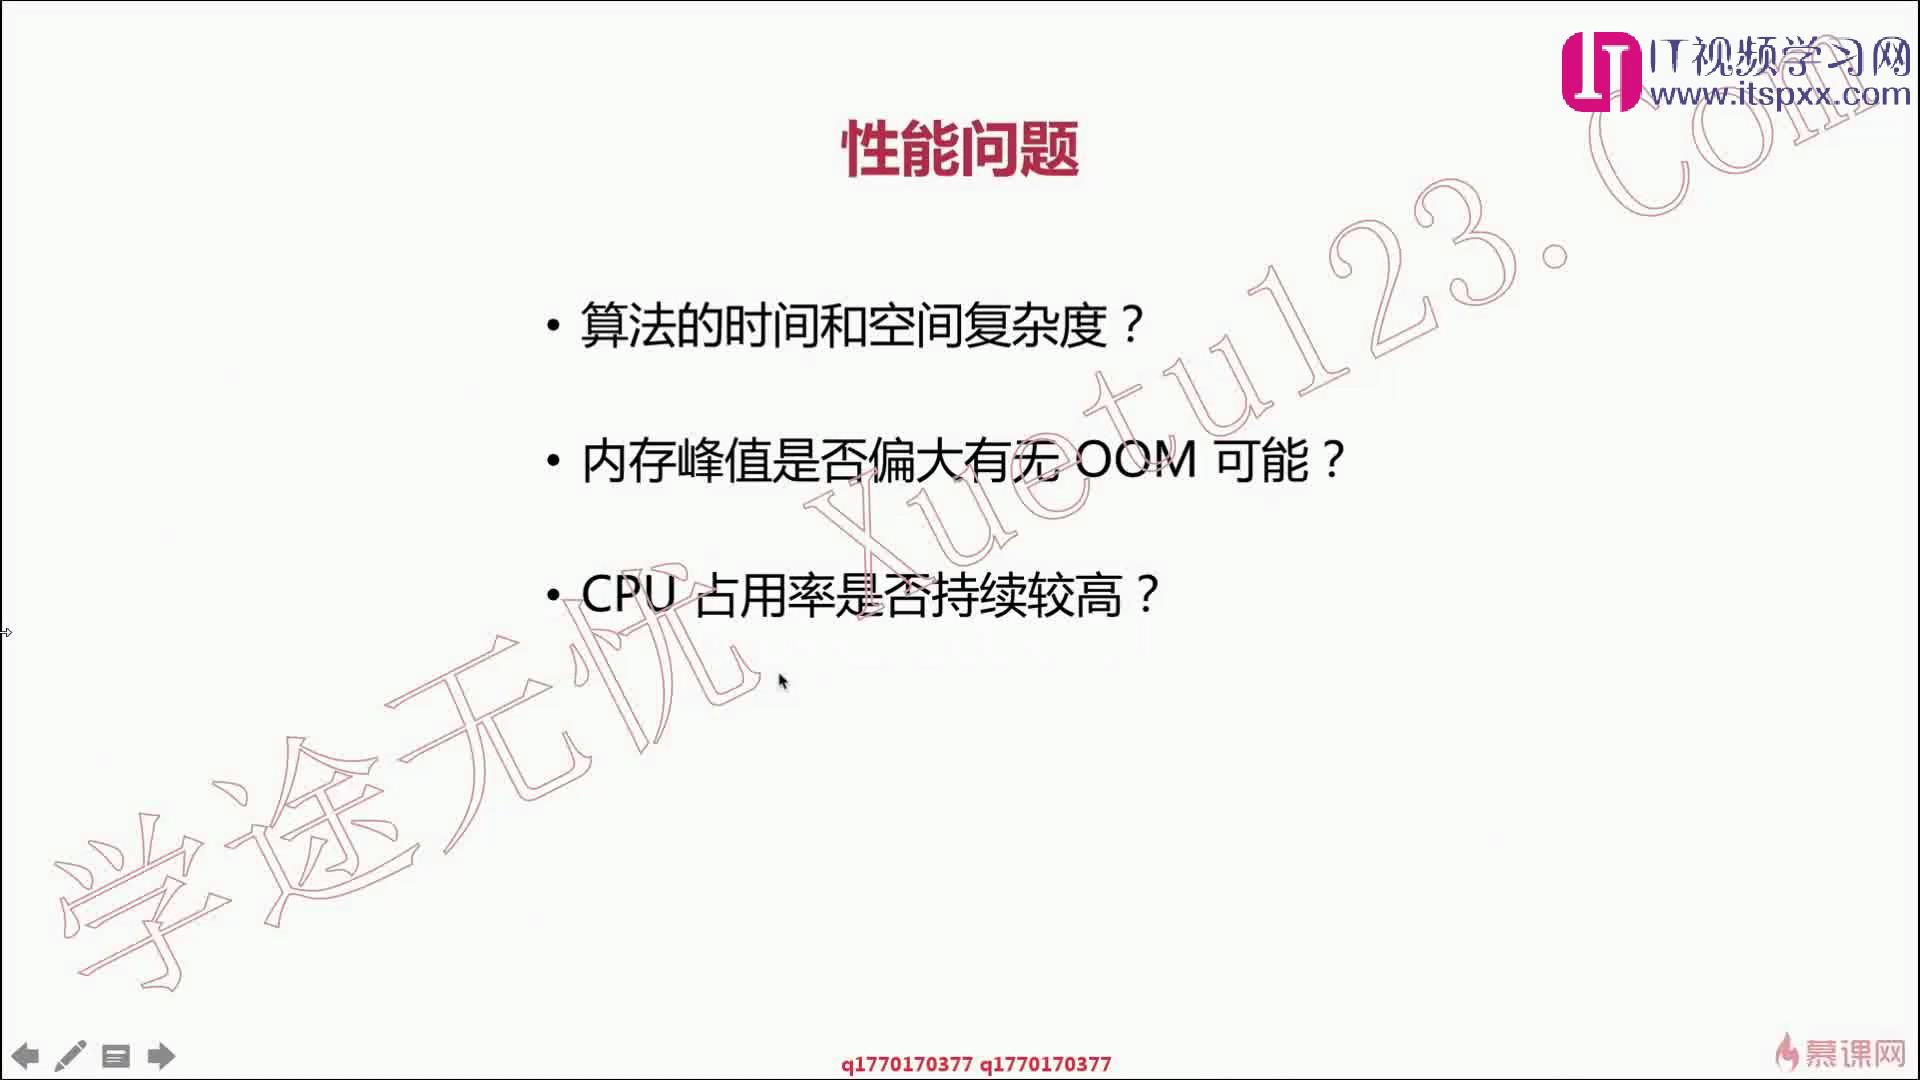 IT视频学习网
www.itspxx.com
性能问题
• 算法的时间和空间复杂度？
• 内存峰值是否偏大有无 OOM 可能？
• CPU 占用率是否持续较高？
学途无忧 Xuetu123.Com
q1770170377 q1770170377
慕课网